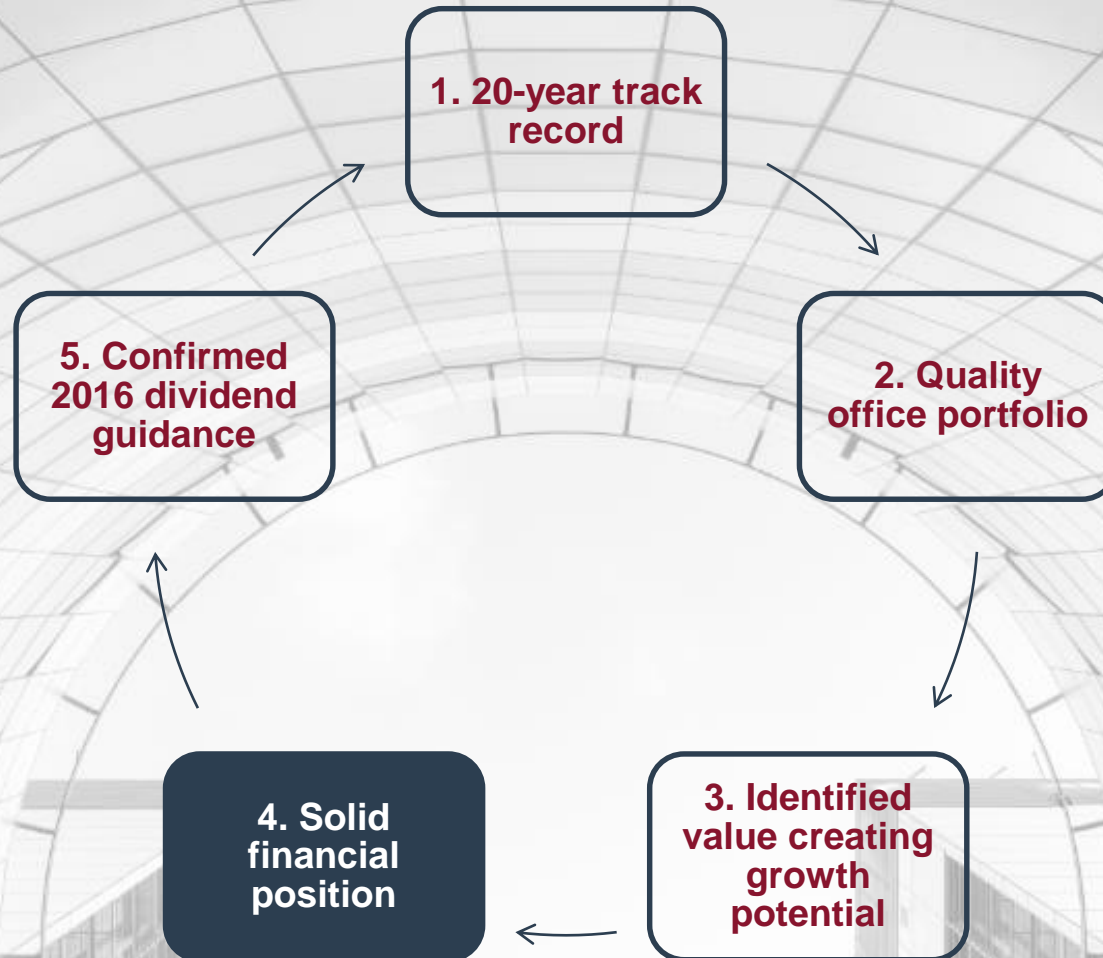 1. 20-year track
record
2. Quality
office portfolio
3. Identified
value creating
growth
potential
4. Solid
financial
position
5. Confirmed
2016 dividend
guidance